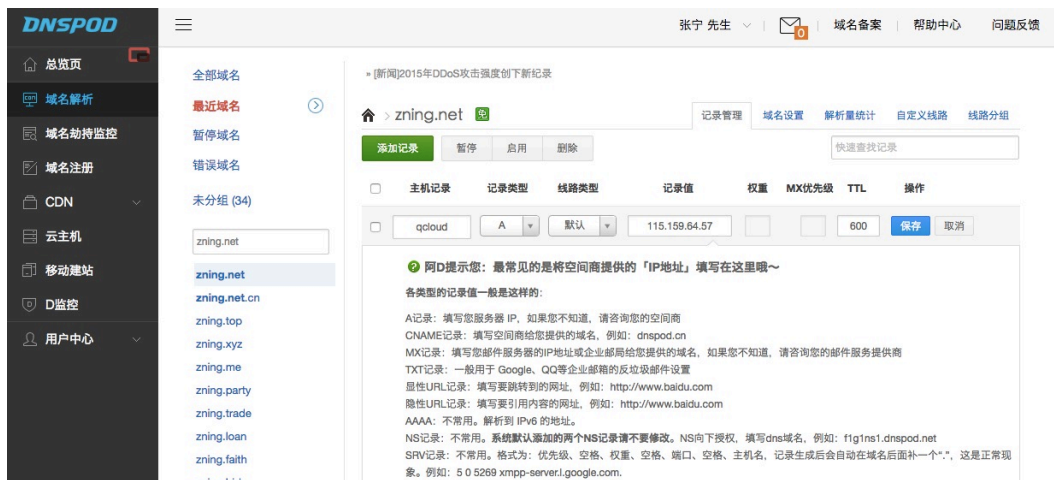 DNSPOD
张宁 先生
0
域名备案
帮助中心
问题反馈
总览页
域名解析
域名劫持监控
域名注册
CDN
云主机
移动建站
D监控
用户中心
全部域名
最近域名
暂停域名
错误域名
未分组 (34)
zning.net
zning.net
zning.net.cn
zning.top
zning.xyz
zning.me
zning.party
zning.trade
zning.loan
zning.faith
» [新闻]2015年DDoS攻击强度创下新纪录
zning.net 免
记录管理 域名设置 解析量统计 自定义线路 线路分组
添加记录 暂停 启用 删除 快速查找记录
主机记录 记录类型 线路类型 记录值 权重 MX优先级 TTL 操作
qcloud A 默认 115.159.64.57 600 保存 取消
阿D提示您：最常见的是将空间商提供的「IP地址」填写在这里哦～
各类型的记录值一般是这样的：
A记录：填写您服务器 IP，如果您不知道，请咨询您的空间商
CNAME记录：填写空间商给您提供的域名，例如：dnspod.cn
MX记录：填写您邮件服务器的IP地址或企业邮局给您提供的域名，如果您不知道，请咨询您的邮件服务提供商
TXT记录：一般用于 Google、QQ等企业邮箱的反垃圾邮件设置
显性URL记录：填写要跳转到的网址，例如：http://www.baidu.com
隐性URL记录：填写要引用内容的网址，例如：http://www.baidu.com
AAAA：不常用。解析到 IPv6 的地址。
NS记录：不常用。系统默认添加的两个NS记录请不要修改。NS向下授权，填写dns域名，例如：f1g1ns1.dnspod.net
SRV记录：不常用。格式为：优先级、空格、权重、空格、端口、空格、主机名，记录生成后会自动在域名后面补一个“.”，这是正常现
象。例如：5 0 5269 xmpp-server.l.google.com.